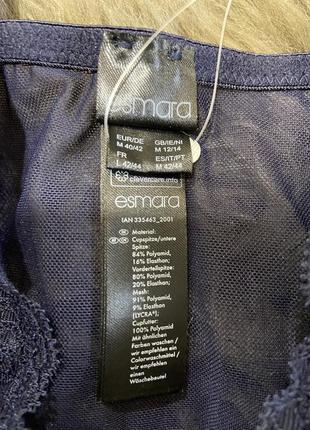 esmara
EUR/DE
M 40/42
GB/IE/NI
M 12/14
FR
L 42/44
ES/IT/PT
M 42/44
clevercare.info
esmara
IAN 335463_2001
Material:
Cupspitze/untere
Spitze:
84% Polyamid,
16% Elasthan;
Vorderteilspitze:
80% Polyamid,
20% Elasthan;
Mesh:
91% Polyamid,
9% Elasthan
(LYCRA®);
Cupfutter:
100% Polyamid
Mit ähnlichen
Farben waschen /
wir empfehlen ein
Colorwaschmittel /
wir empfehlen
einen
Wäschebeutel